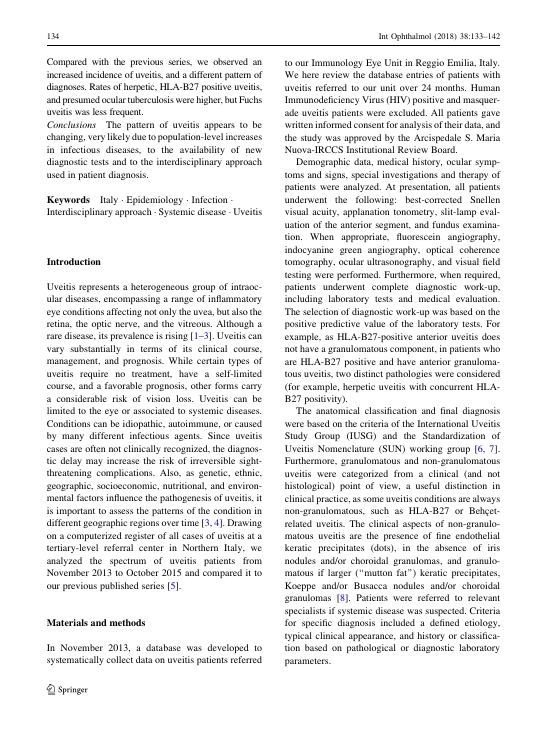 134
Int Ophthalmol (2018) 38:133–142
Compared with the previous series, we observed an
increased incidence of uveitis, and a different pattern of
diagnoses. Rates of herpetic, HLA-B27 positive uveitis,
and presumed ocular tuberculosis were higher, but Fuchs
uveitis was less frequent.
Conclusions The pattern of uveitis appears to be
changing, very likely due to population-level increases
in infectious diseases, to the availability of new
diagnostic tests and to the interdisciplinary approach
used in patient diagnosis.
Keywords Italy · Epidemiology · Infection ·
Interdisciplinary approach · Systemic disease · Uveitis
Introduction
Uveitis represents a heterogeneous group of intraoc-
ular diseases, encompassing a range of inflammatory
eye conditions affecting not only the uvea, but also the
retina, the optic nerve, and the vitreous. Although a
rare disease, its prevalence is rising [1–3]. Uveitis can
vary substantially in terms of its clinical course,
management, and prognosis. While certain types of
uveitis require no treatment, have a self-limited
course, and a favorable prognosis, other forms carry
a considerable risk of vision loss. Uveitis can be
limited to the eye or associated to systemic diseases.
Conditions can be idiopathic, autoimmune, or caused
by many different infectious agents. Since uveitis
cases are often not clinically recognized, the diagnos-
tic delay may increase the risk of irreversible sight-
threatening complications. Also, as genetic, ethnic,
geographic, socioeconomic, nutritional, and environ-
mental factors influence the pathogenesis of uveitis, it
is important to assess the patterns of the condition in
different geographic regions over time [3, 4]. Drawing
on a computerized register of all cases of uveitis at a
tertiary-level referral center in Northern Italy, we
analyzed the spectrum of uveitis patients from
November 2013 to October 2015 and compared it to
our previous published series [5].
Materials and methods
In November 2013, a database was developed to
systematically collect data on uveitis patients referred
to our Immunology Eye Unit in Reggio Emilia, Italy.
We here review the database entries of patients with
uveitis referred to our unit over 24 months. Human
Immunodeficiency Virus (HIV) positive and masquer-
ade uveitis patients were excluded. All patients gave
written informed consent for analysis of their data, and
the study was approved by the Arcispedale S. Maria
Nuova-IRCCS Institutional Review Board.
Demographic data, medical history, ocular symp-
toms and signs, special investigations and therapy of
patients were analyzed. At presentation, all patients
underwent the following: best-corrected Snellen
visual acuity, applanation tonometry, slit-lamp eval-
uation of the anterior segment, and fundus examina-
tion. When appropriate, fluorescein angiography,
indocyanine green angiography, optical coherence
tomography, ocular ultrasonography, and visual field
testing were performed. Furthermore, when required,
patients underwent complete diagnostic work-up,
including laboratory tests and medical evaluation.
The selection of diagnostic work-up was based on the
positive predictive value of the laboratory tests. For
example, as HLA-B27-positive anterior uveitis does
not have a granulomatous component, in patients who
are HLA-B27 positive and have anterior granuloma-
tous uveitis, two distinct pathologies were considered
(for example, herpetic uveitis with concurrent HLA-
B27 positivity).
The anatomical classification and final diagnosis
were based on the criteria of the International Uveitis
Study Group (IUSG) and the Standardization of
Uveitis Nomenclature (SUN) working group [6, 7].
Furthermore, granulomatous and non-granulomatous
uveitis were categorized from a clinical (and not
histological) point of view, a useful distinction in
clinical practice, as some uveitis conditions are always
non-granulomatous, such as HLA-B27 or Behçet-
related uveitis. The clinical aspects of non-granulo-
matous uveitis are the presence of fine endothelial
keratic precipitates (dots), in the absence of iris
nodules and/or choroidal granulomas, and granulo-
matous if larger (“mutton fat”) keratic precipitates,
Koeppe and/or Busacca nodules and/or choroidal
granulomas [8]. Patients were referred to relevant
specialists if systemic disease was suspected. Criteria
for specific diagnosis included a defined etiology,
typical clinical appearance, and history or classifica-
tion based on pathological or diagnostic laboratory
parameters.
Springer